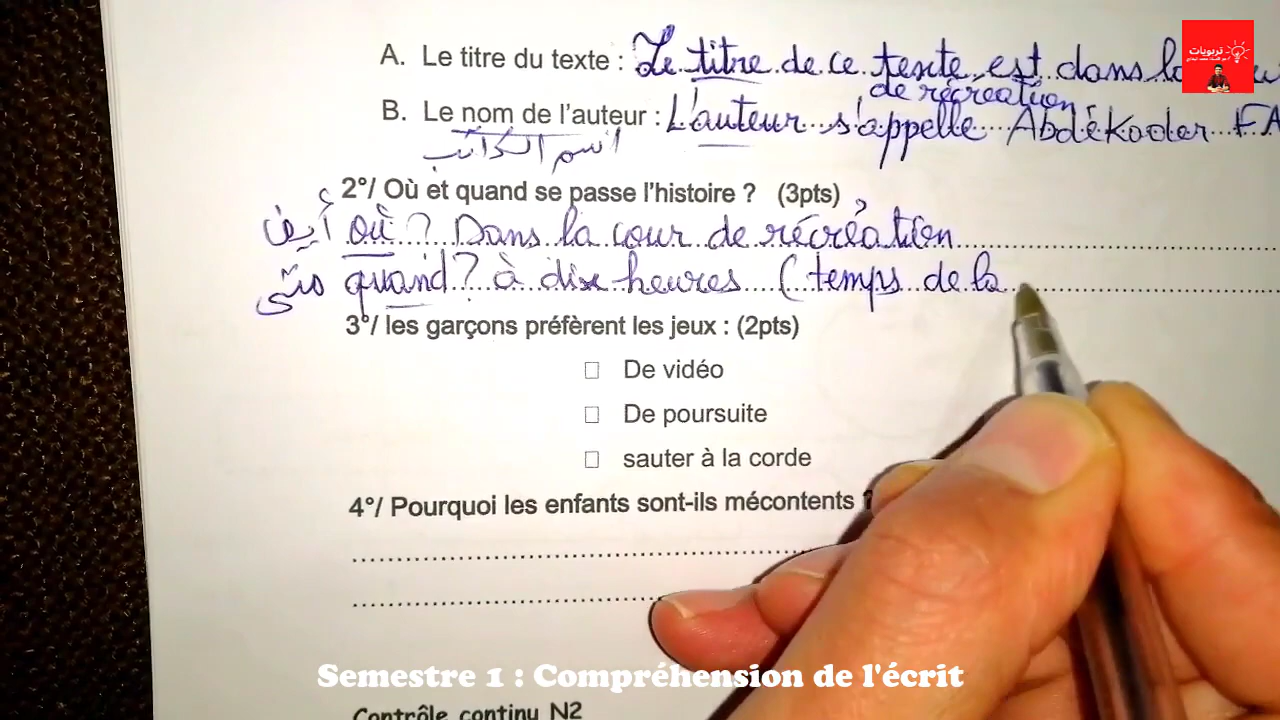 تربويات
A. Le titre du texte : Le titre de ce texte est dans la
de récréation
B. Le nom de l'auteur : L'auteur s'appelle Abdékader FA
اسم الكاتب
2°/ Où et quand se passe l'histoire ? (3pts)
أين où ? Dans la cour de récréation
متى quand ? à dix heures ( temps de la
3°/ les garçons préfèrent les jeux : (2pts)
□ De vidéo
□ De poursuite
□ sauter à la corde
4°/ Pourquoi les enfants sont-ils mécontents ?
Semestre 1 : Compréhension de l'écrit
Contrôle continu N2